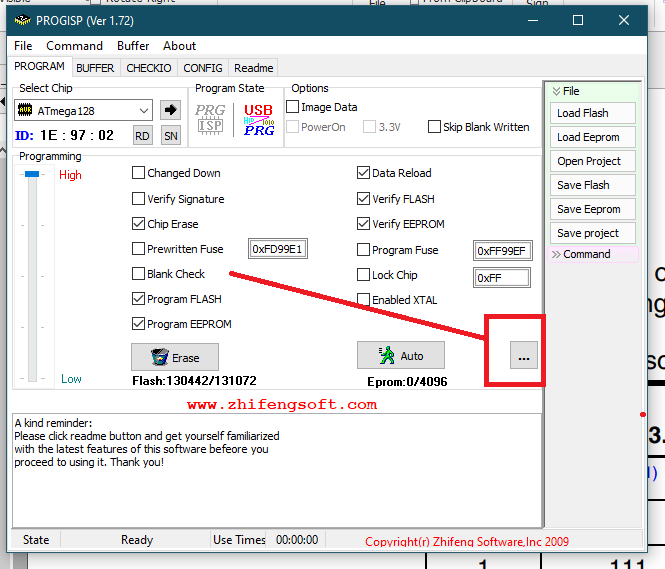 PROGISP (Ver 1.72)
File Command Buffer About
PROGRAM BUFFER CHECKIO CONFIG Readme
Select Chip
ATmega128
ID: 1E : 97 : 02 RD SN
Program State
PRG
ISP
USB
PRG
Options
Image Data
PowerOn 3.3V Skip Blank Written
Programming
High
Low
Changed Down
Verify Signature
Chip Erase
Prewritten Fuse 0xFD99E1
Blank Check
Program FLASH
Program EEPROM
Data Reload
Verify FLASH
Verify EEPROM
Program Fuse 0xFF99EF
Lock Chip 0xFF
Enabled XTAL
Erase Auto ...
Flash:130442/131072 Eprom:0/4096
www.zhifengsoft.com
A kind reminder:
Please click readme button and get yourself familiarized
with the latest features of this software befeore you
proceed to using it. Thank you!
State Ready Use Times 00:00:00 Copyright(r) Zhifeng Software,Inc 2009
File
Load Flash
Load Eeprom
Open Project
Save Flash
Save Eeprom
Save project
Command
1 111